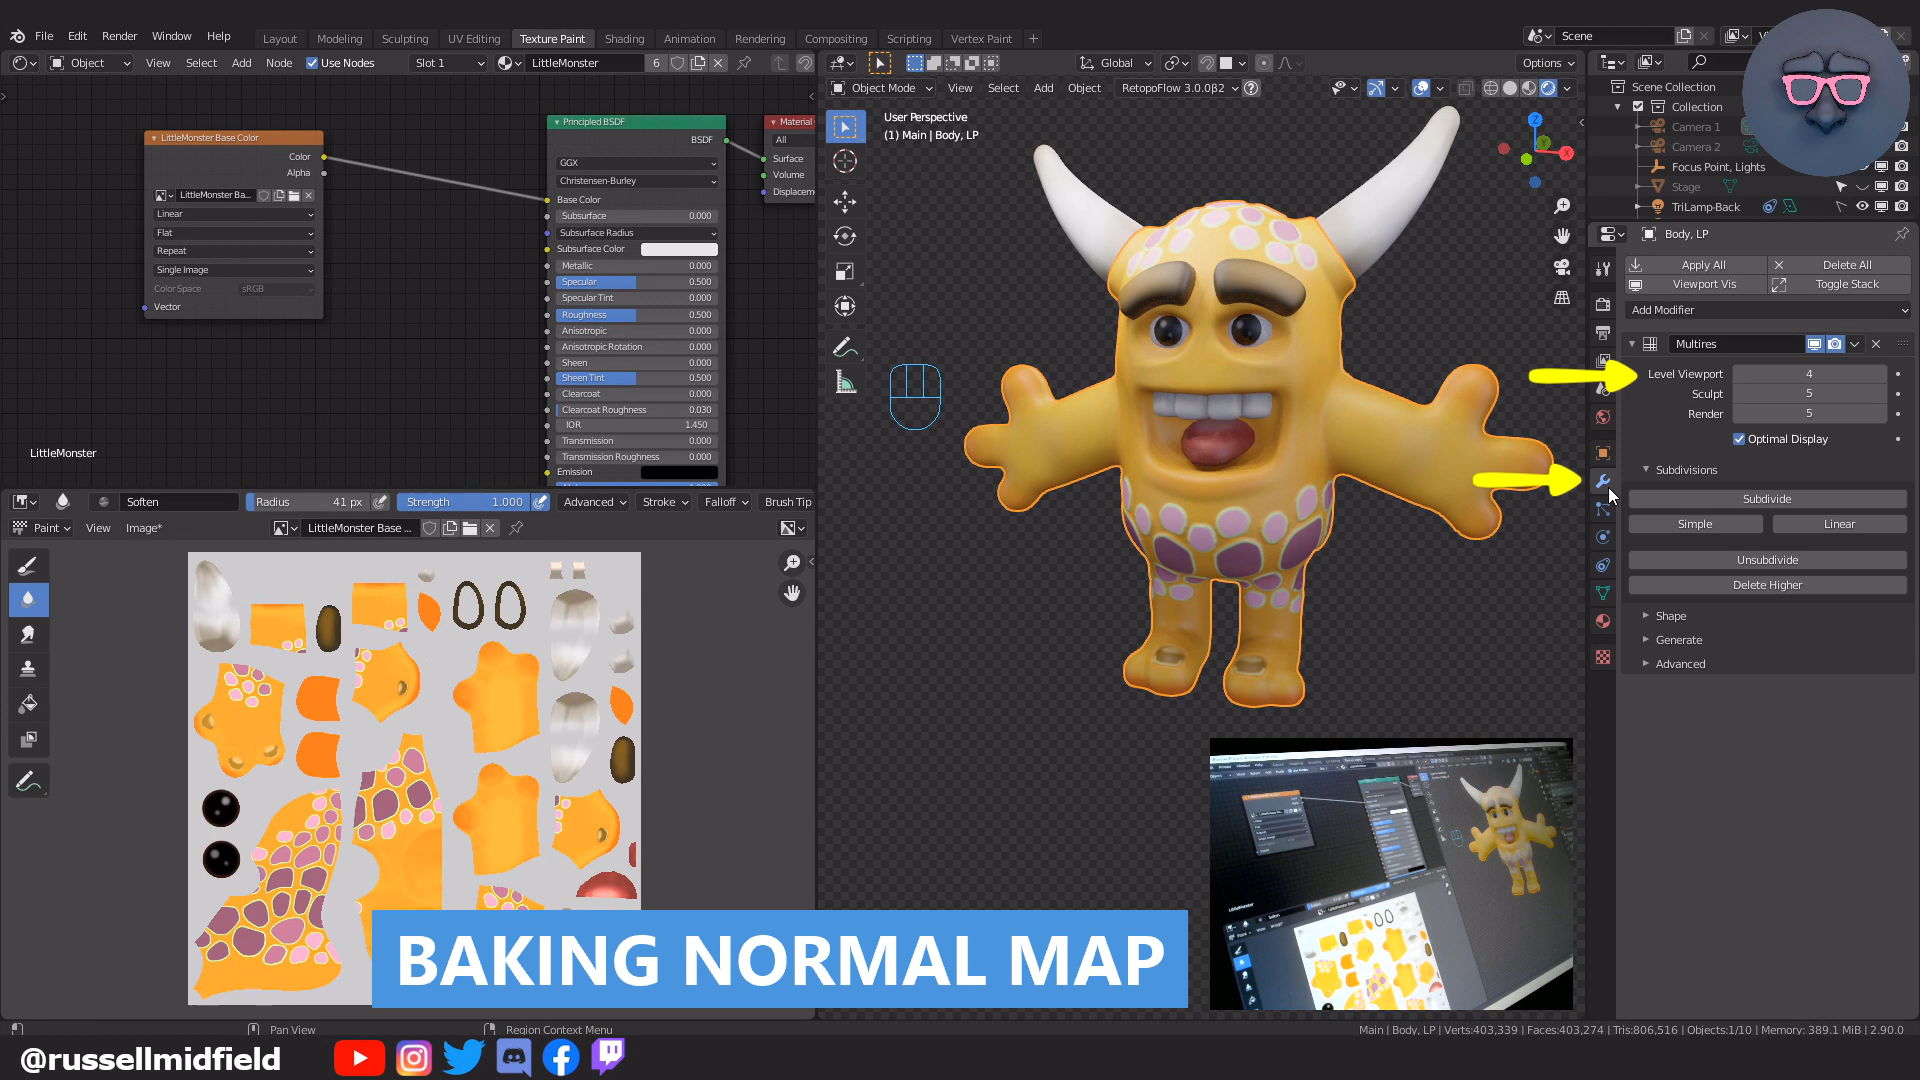 File Edit Render Window Help
Layout Modeling Sculpting UV Editing Texture Paint Shading Animation Rendering Compositing Scripting Vertex Paint +
Scene
Object View Select Add Node Use Nodes Slot 1 LittleMonster 6
Global Options
Object Mode View Select Add Object RetopoFlow 3.0.0β2
LittleMonster Base Color
Color
Alpha
LittleMonster Ba...
Linear
Flat
Repeat
Single Image
Color Space sRGB
Vector
Principled BSDF
BSDF
GGX
Christensen-Burley
Base Color
Subsurface 0.000
Subsurface Radius
Subsurface Color
Metallic 0.000
Specular 0.500
Specular Tint 0.000
Roughness 0.500
Anisotropic 0.000
Anisotropic Rotation 0.000
Sheen 0.000
Sheen Tint 0.500
Clearcoat 0.000
Clearcoat Roughness 0.030
IOR 1.450
Transmission 0.000
Transmission Roughness 0.000
Emission
Material
All
Surface
Volume
Displacem
LittleMonster
User Perspective
(1) Main | Body, LP
Z
X
Scene Collection
Collection
Camera 1
Camera 2
Focus Point, Lights
Stage
TriLamp-Back
Body, LP
Apply All Delete All
Viewport Vis Toggle Stack
Add Modifier
Multires
Level Viewport 4
Sculpt 5
Render 5
Optimal Display
Subdivisions
Subdivide
Simple Linear
Unsubdivide
Delete Higher
Shape
Generate
Advanced
Soften Radius 41 px Strength 1.000 Advanced Stroke Falloff Brush Tip
Paint View Image* LittleMonster Base ...
BAKING NORMAL MAP
Pan View Region Context Menu
Main | Body, LP | Verts:403,339 | Faces:403,274 | Tris:806,516 | Objects:1/10 | Memory: 389.1 MiB | 2.90.0
@russellmidfield